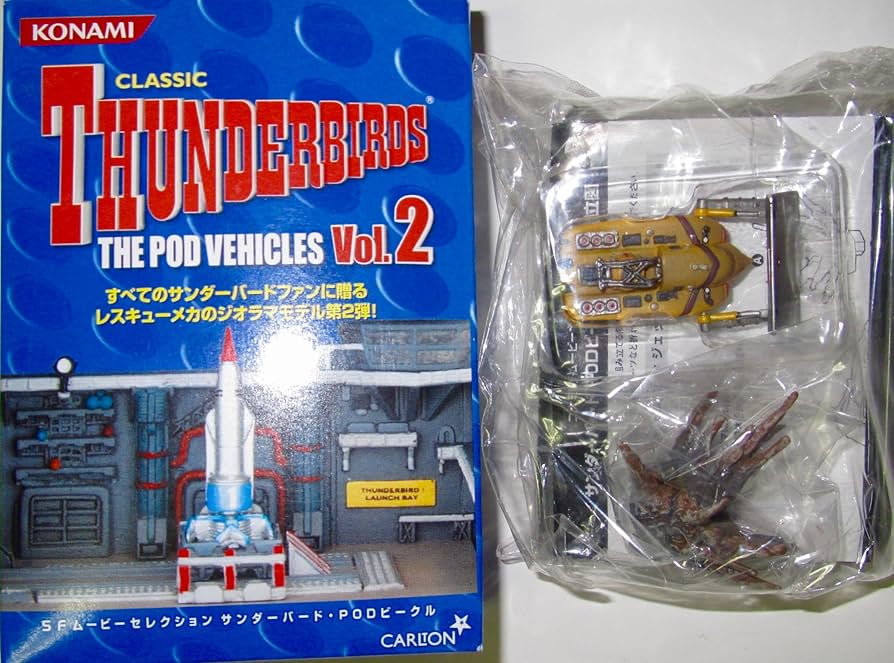 KONAMI
CLASSIC
THUNDERBIRDS®
THE POD VEHICLES Vol.2
すべてのサンダーバードファンに贈る
レスキューメカのジオラマモデル第2弾!
THUNDERBIRD 1
LAUNCH BAY
SFムービーセレクション サンダーバード・PODビークル
CARLTON